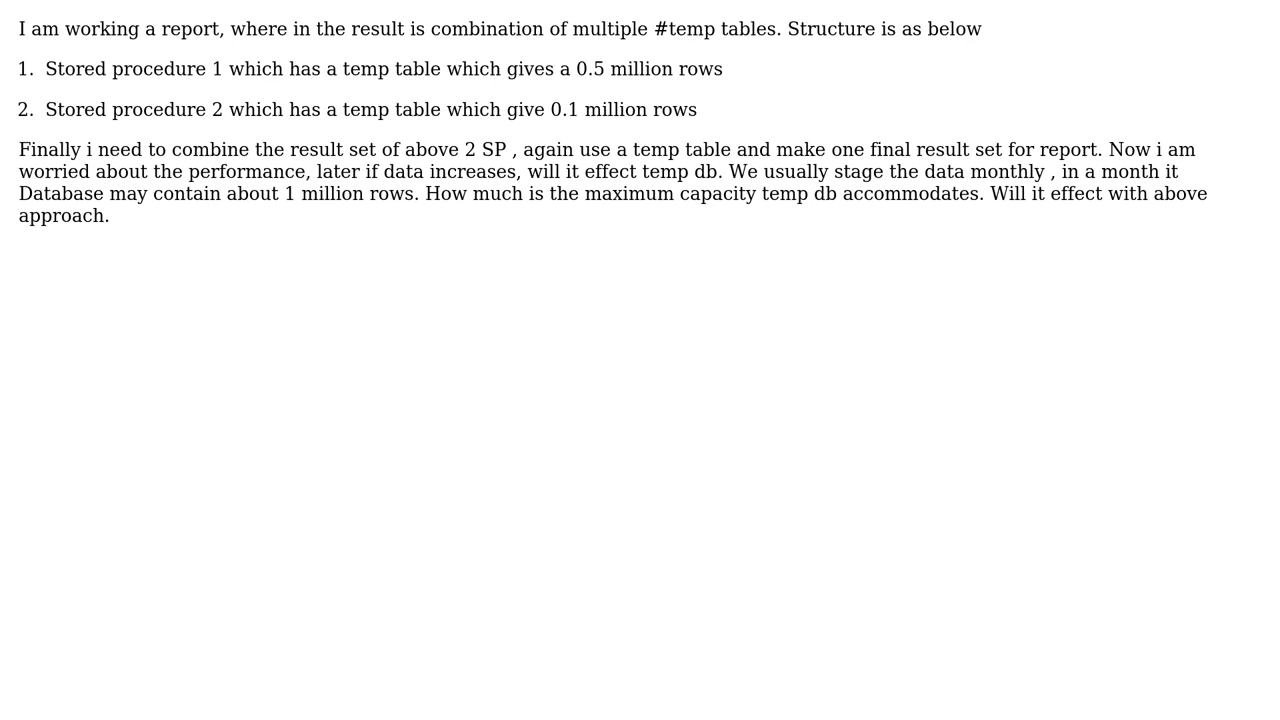 I am working a report, where in the result is combination of multiple #temp tables. Structure is as below
1. Stored procedure 1 which has a temp table which gives a 0.5 million rows
2. Stored procedure 2 which has a temp table which give 0.1 million rows
Finally i need to combine the result set of above 2 SP , again use a temp table and make one final result set for report. Now i am
worried about the performance, later if data increases, will it effect temp db. We usually stage the data monthly , in a month it
Database may contain about 1 million rows. How much is the maximum capacity temp db accommodates. Will it effect with above
approach.